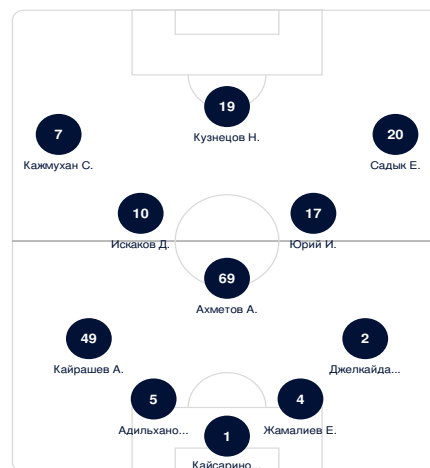 19
Кузнецов Н.
7
Кажмухан С.
20
Садык Е.
10
Искаков Д.
17
Юрий И.
69
Ахметов А.
49
Кайрашев А.
2
Джелкайда...
5
Адильхано...
4
Жамалиев Е.
1
Кайсарино...